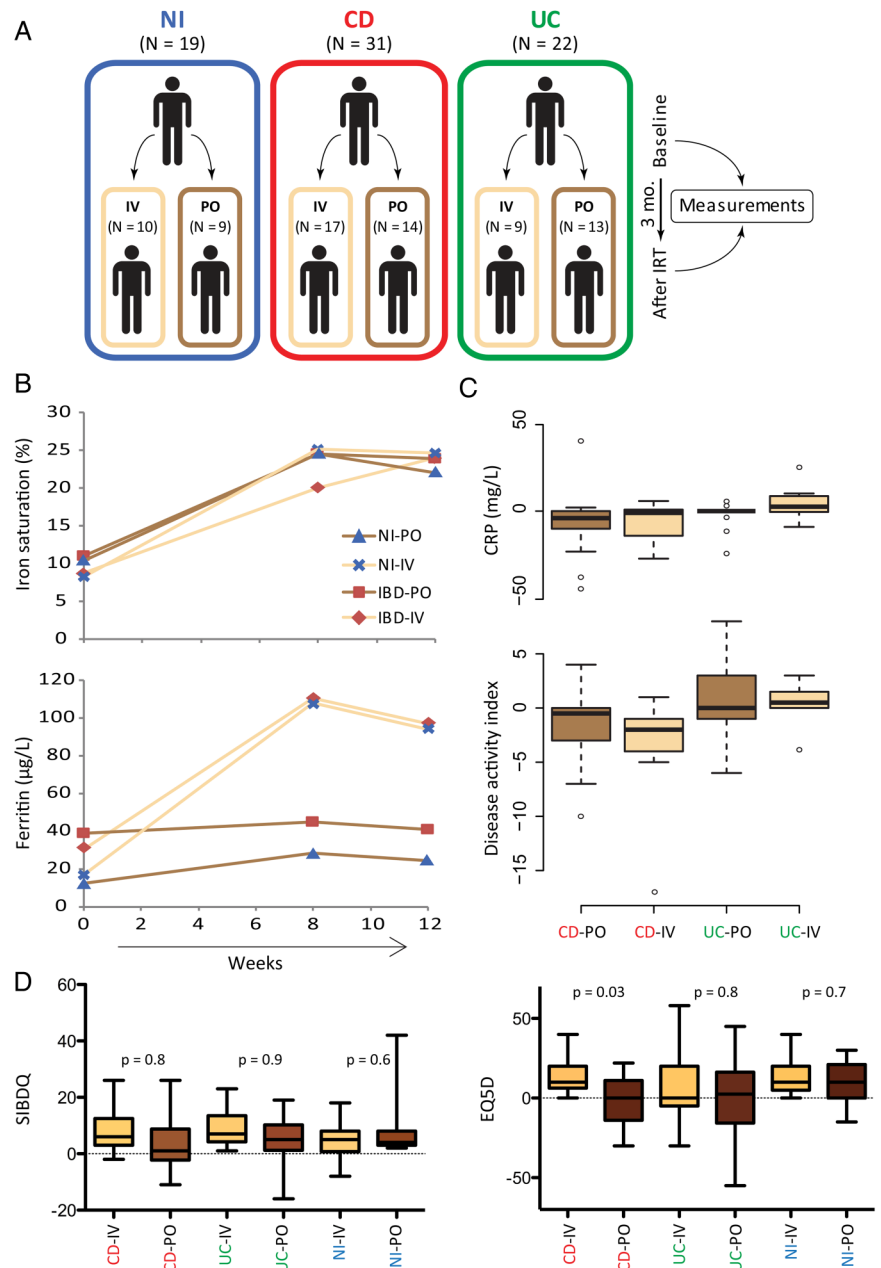 A
NI
(N = 19)
CD
(N = 31)
UC
(N = 22)
IV
(N = 10)
PO
(N = 9)
IV
(N = 17)
PO
(N = 14)
IV
(N = 9)
PO
(N = 13)
Baseline
3 mo.
After IRT
Measurements
B
Iron saturation (%)
30
25
20
15
10
5
0
NI-PO
NI-IV
IBD-PO
IBD-IV
Ferritin (µg/L)
120
100
80
60
40
20
0
0 2 4 6 8 10 12
Weeks
C
CRP (mg/L)
50
0
−50
Disease activity index
5
0
−5
−10
−15
CD-PO CD-IV UC-PO UC-IV
D
SIBDQ
60
40
20
0
-20
p = 0.8 p = 0.9 p = 0.6
CD-IV CD-PO UC-IV UC-PO NI-IV NI-PO
EQ5D
50
0
-50
p = 0.03 p = 0.8 p = 0.7
CD-IV CD-PO UC-IV UC-PO NI-IV NI-PO